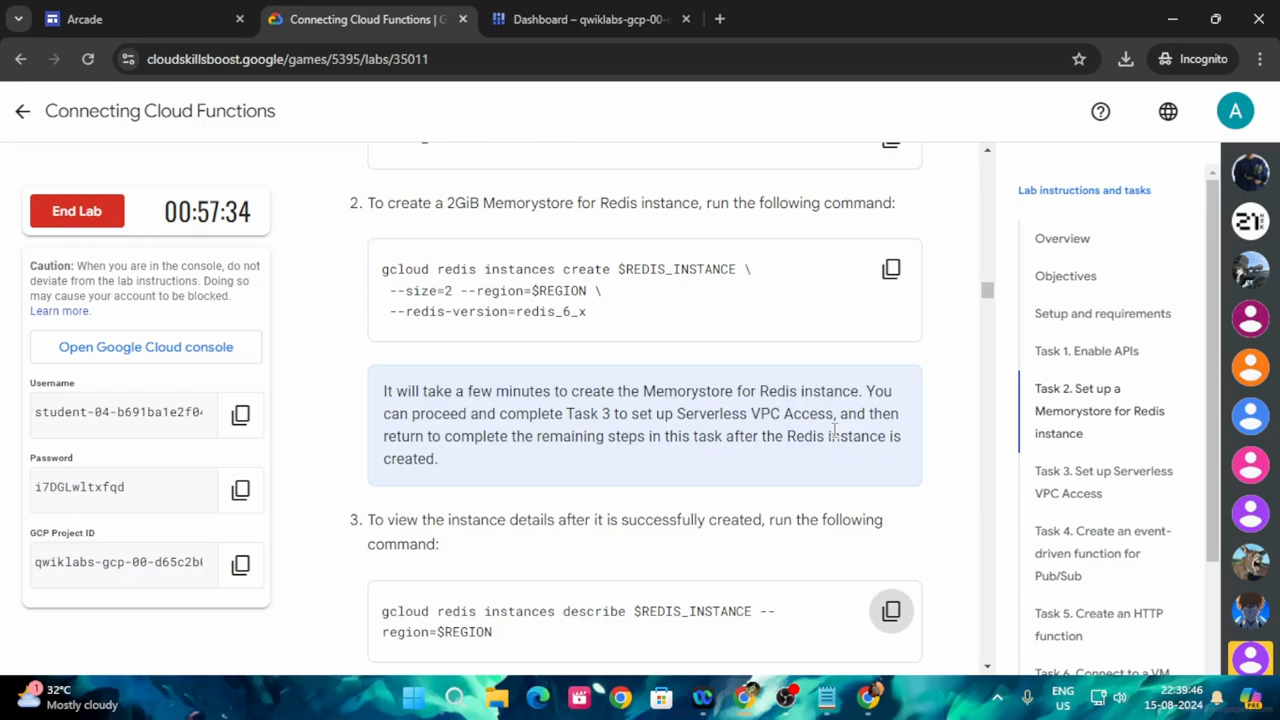 Arcade
Connecting Cloud Functions | G
Dashboard – qwiklabs-gcp-00-
cloudskillsboost.google/games/5395/labs/35011
Incognito
Connecting Cloud Functions
A
End Lab
00:57:34
Caution: When you are in the console, do not
deviate from the lab instructions. Doing so
may cause your account to be blocked.
Learn more.
Open Google Cloud console
Username
student-04-b691ba1e2f04
Password
i7DGLwltxfqd
GCP Project ID
qwiklabs-gcp-00-d65c2b6
2. To create a 2GiB Memorystore for Redis instance, run the following command:
gcloud redis instances create $REDIS_INSTANCE \
--size=2 --region=$REGION \
--redis-version=redis_6_x
It will take a few minutes to create the Memorystore for Redis instance. You
can proceed and complete Task 3 to set up Serverless VPC Access, and then
return to complete the remaining steps in this task after the Redis instance is
created.
3. To view the instance details after it is successfully created, run the following
command:
gcloud redis instances describe $REDIS_INSTANCE --
region=$REGION
Lab instructions and tasks
Overview
Objectives
Setup and requirements
Task 1. Enable APIs
Task 2. Set up a
Memorystore for Redis
instance
Task 3. Set up Serverless
VPC Access
Task 4. Create an event-
driven function for
Pub/Sub
Task 5. Create an HTTP
function
Task 6. Connect to a VM
21
1
32°C
Mostly cloudy
ENG
US
22:39:46
15-08-2024
PRE